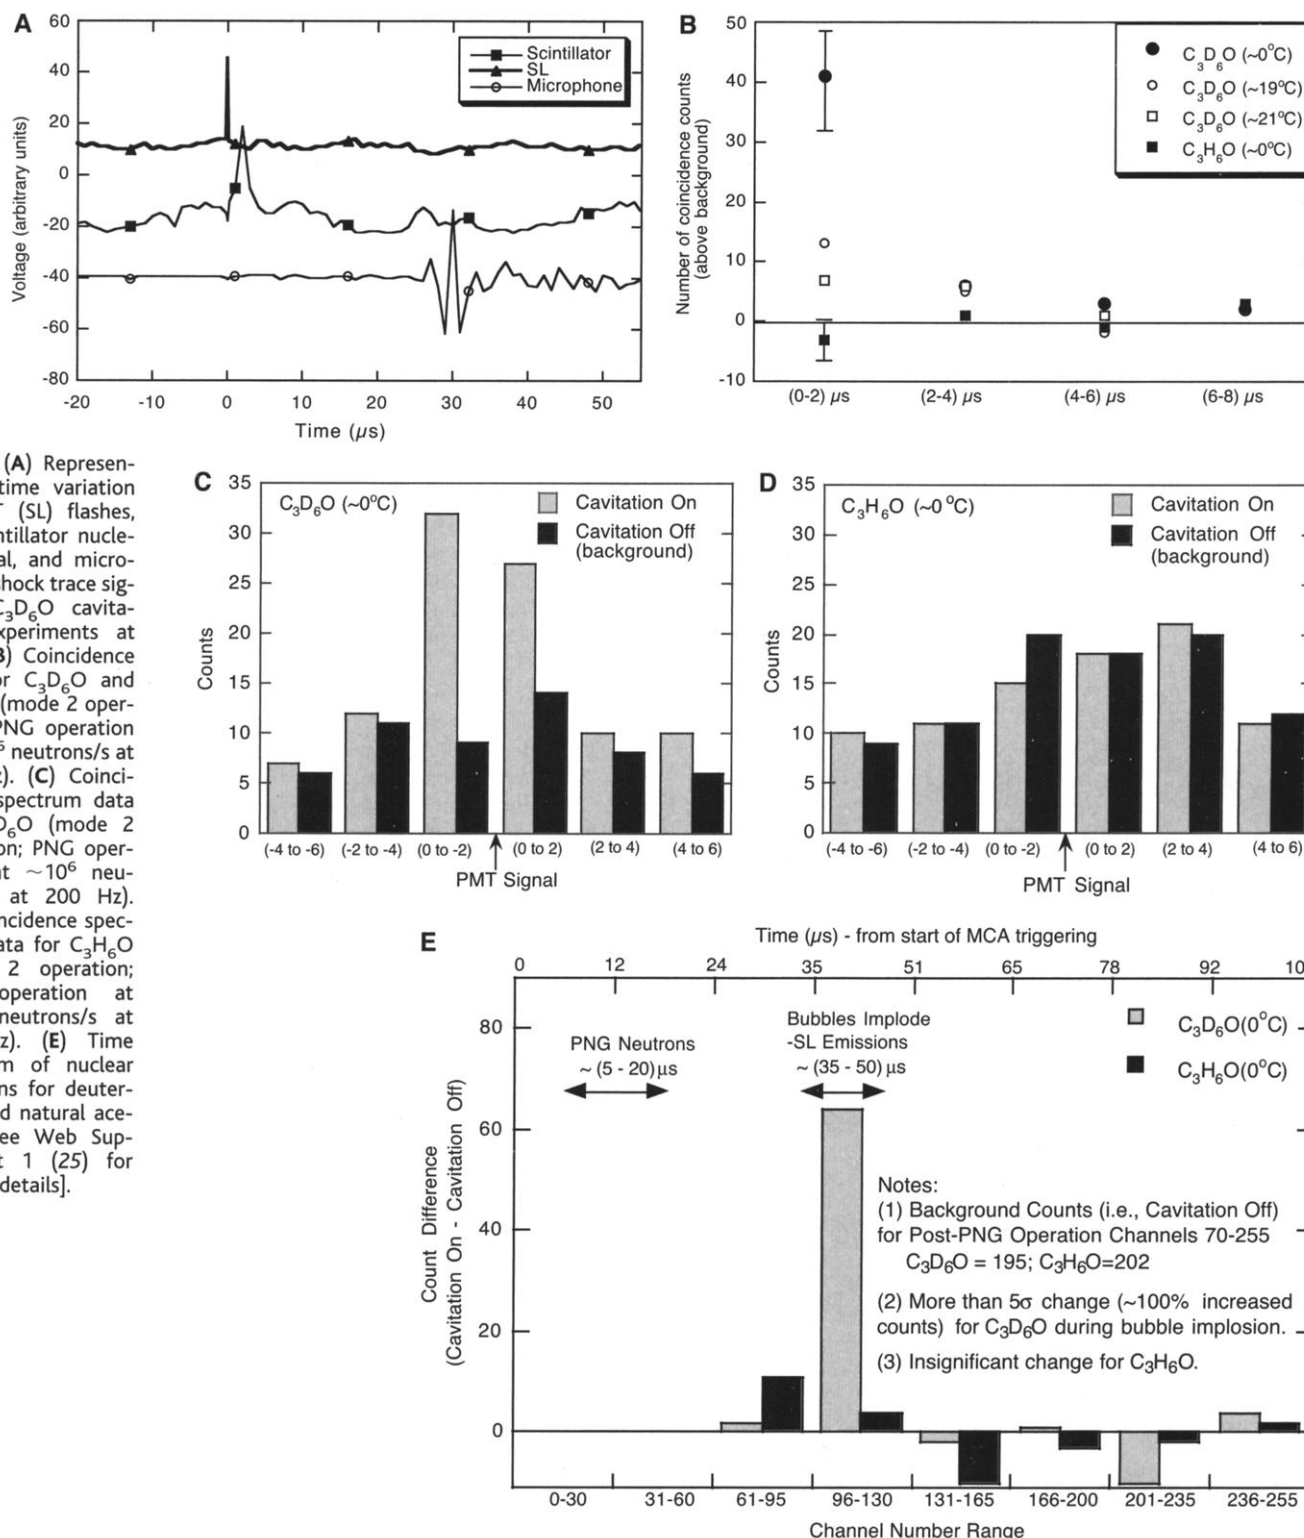 A
60
40
20
0
-20
-40
-60
-80
Voltage (arbitrary units)
Scintillator
SL
Microphone
-20 -10 0 10 20 30 40 50
Time (µs)
B
50
40
30
20
10
0
-10
Number of coincidence counts
(above background)
C3D6O (~0°C)
C3D6O (~19°C)
C3D6O (~21°C)
C3H6O (~0°C)
(0-2) µs (2-4) µs (4-6) µs (6-8) µs
(A) Represen-
time variation
T (SL) flashes,
ntillator nucle-
al, and micro-
shock trace sig-
C3D6O cavita-
xperiments at
B) Coincidence
or C3D6O and
(mode 2 oper-
PNG operation
6 neutrons/s at
z). (C) Coinci-
spectrum data
D6O (mode 2
on; PNG oper-
at ~10⁶ neu-
at 200 Hz).
ncidence spec-
ata for C3H6O
2 operation;
operation at
neutrons/s at
z). (E) Time
m of nuclear
ns for deuter-
d natural ace-
ee Web Sup-
t 1 (25) for
details].
C
35
30
25
20
15
10
5
0
Counts
C3D6O (~0°C)
Cavitation On
Cavitation Off
(background)
(-4 to -6) (-2 to -4) (0 to -2) (0 to 2) (2 to 4) (4 to 6)
PMT Signal
D
35
30
25
20
15
10
5
0
Counts
C3H6O (~0°C)
Cavitation On
Cavitation Off
(background)
(-4 to -6) (-2 to -4) (0 to -2) (0 to 2) (2 to 4) (4 to 6)
PMT Signal
E
Time (µs) - from start of MCA triggering
0 12 24 35 51 65 78 92 10
80
60
40
20
0
Count Difference
(Cavitation On - Cavitation Off)
PNG Neutrons
~ (5 - 20)µs
Bubbles Implode
-SL Emissions
~ (35 - 50)µs
C3D6O(0°C)
C3H6O(0°C)
Notes:
(1) Background Counts (i.e., Cavitation Off)
for Post-PNG Operation Channels 70-255
C3D6O = 195; C3H6O=202
(2) More than 5σ change (~100% increased
counts) for C3D6O during bubble implosion.
(3) Insignificant change for C3H6O.
0-30 31-60 61-95 96-130 131-165 166-200 201-235 236-255
Channel Number Range